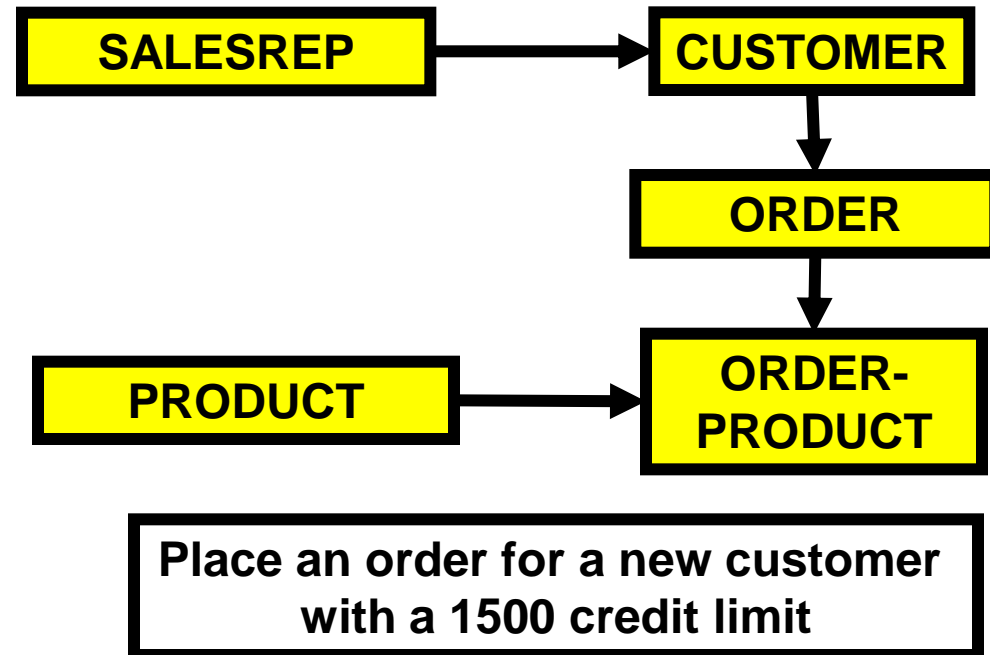 SALESREP
CUSTOMER
ORDER
PRODUCT
ORDER-
PRODUCT
Place an order for a new customer
with a 1500 credit limit